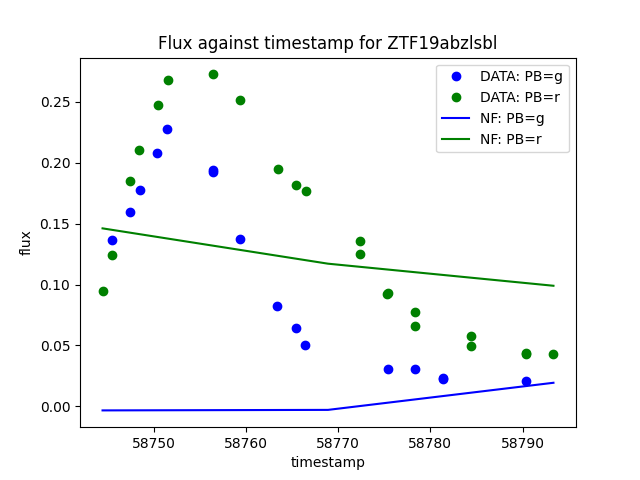 Flux against timestamp for ZTF19abzlsbl
DATA: PB=g
DATA: PB=r
NF: PB=g
NF: PB=r
flux
0.25
0.20
0.15
0.10
0.05
0.00
58750 58760 58770 58780 58790
timestamp